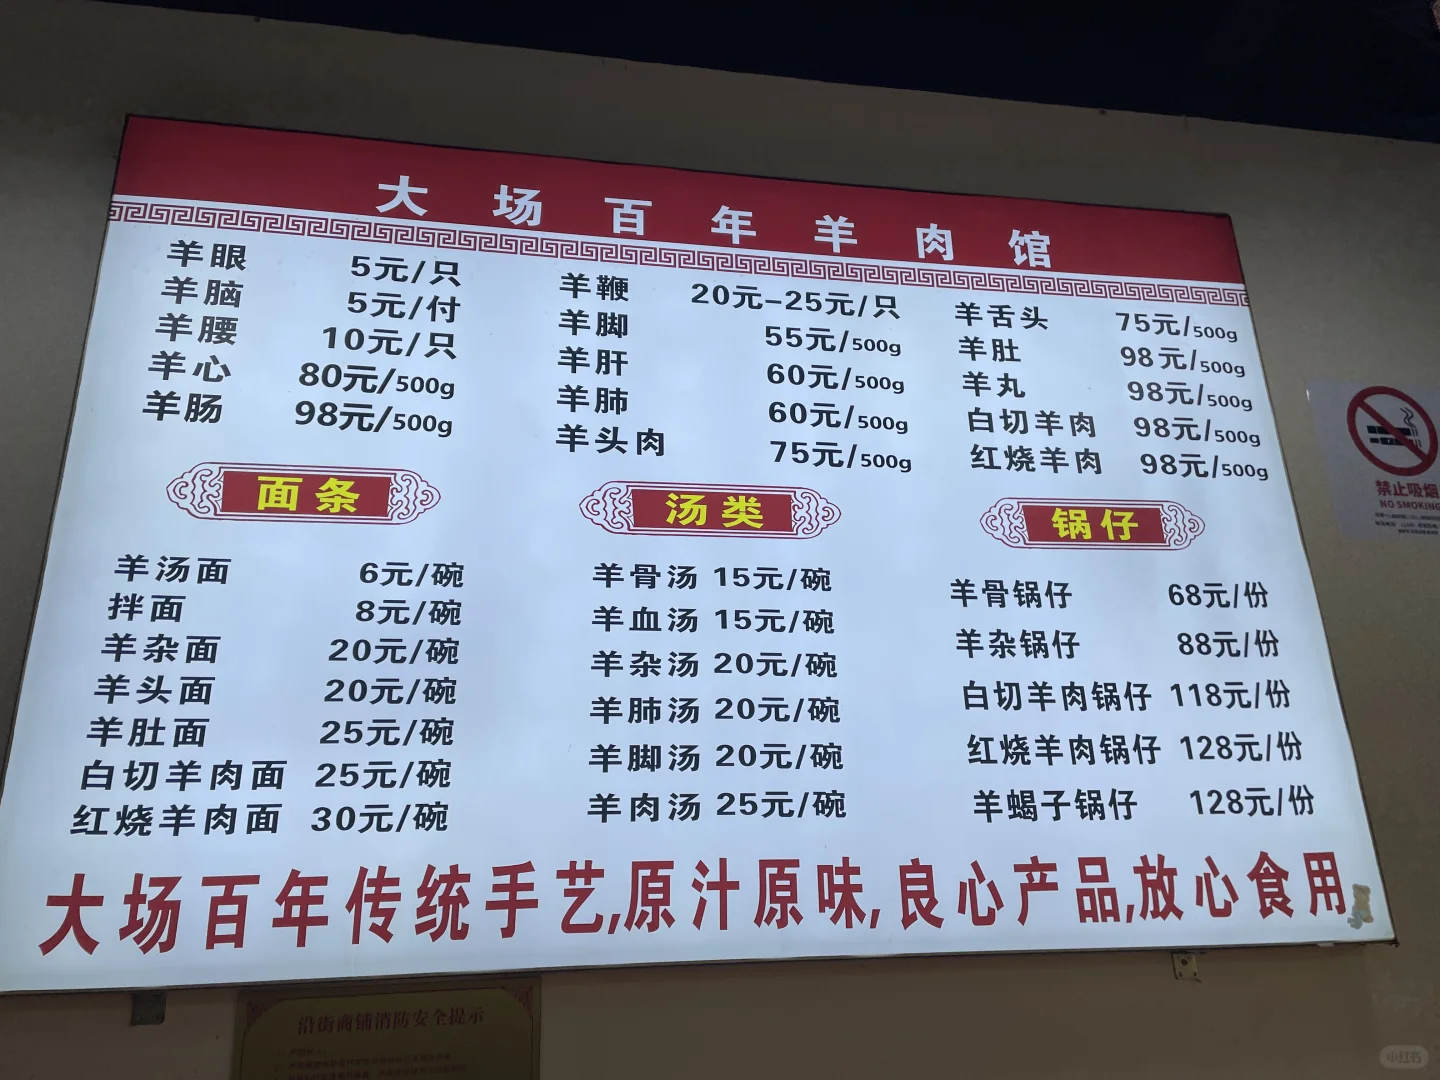 大场百年羊肉馆
羊眼 5元/只
羊脑 5元/付
羊腰 10元/只
羊心 80元/500g
羊肠 98元/500g
羊鞭 20元-25元/只
羊脚 55元/500g
羊肝 60元/500g
羊肺 60元/500g
羊头肉 75元/500g
羊舌头 75元/500g
羊肚 98元/500g
羊丸 98元/500g
白切羊肉 98元/500g
红烧羊肉 98元/500g
面条
羊汤面 6元/碗
拌面 8元/碗
羊杂面 20元/碗
羊头面 20元/碗
羊肚面 25元/碗
白切羊肉面 25元/碗
红烧羊肉面 30元/碗
汤类
羊骨汤 15元/碗
羊血汤 15元/碗
羊杂汤 20元/碗
羊肺汤 20元/碗
羊脚汤 20元/碗
羊肉汤 25元/碗
锅仔
羊骨锅仔 68元/份
羊杂锅仔 88元/份
白切羊肉锅仔 118元/份
红烧羊肉锅仔 128元/份
羊蝎子锅仔 128元/份
大场百年传统手艺,原汁原味,良心产品,放心食用
禁止吸烟
NO SMOKING
沿街商铺消防安全提示
小红书